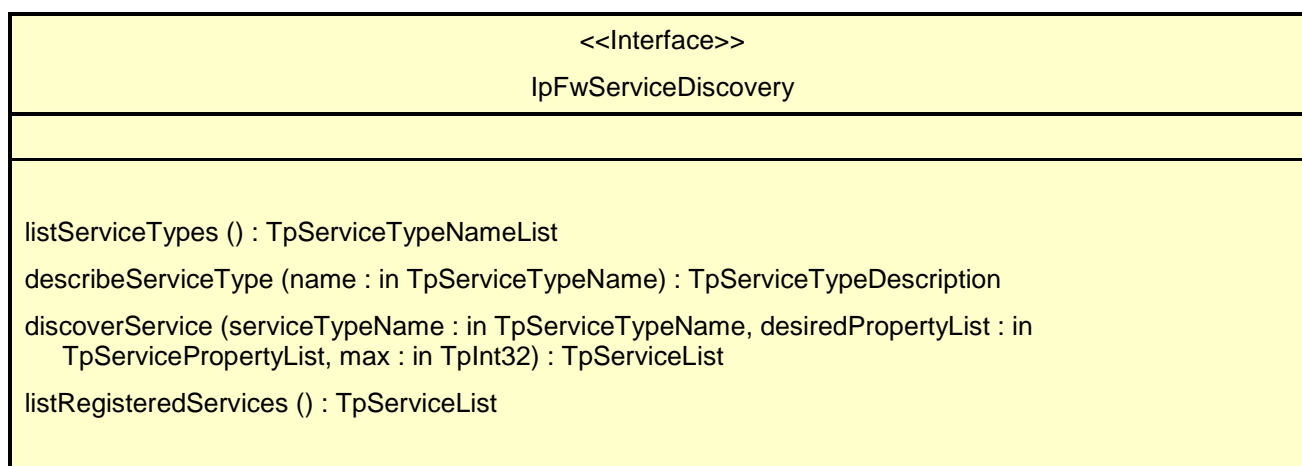 <<Interface>>
IpFwServiceDiscovery
listServiceTypes () : TpServiceTypeNameList
describeServiceType (name : in TpServiceTypeName) : TpServiceTypeDescription
discoverService (serviceTypeName : in TpServiceTypeName, desiredPropertyList : in
TpServicePropertyList, max : in TpInt32) : TpServiceList
listRegisteredServices () : TpServiceList